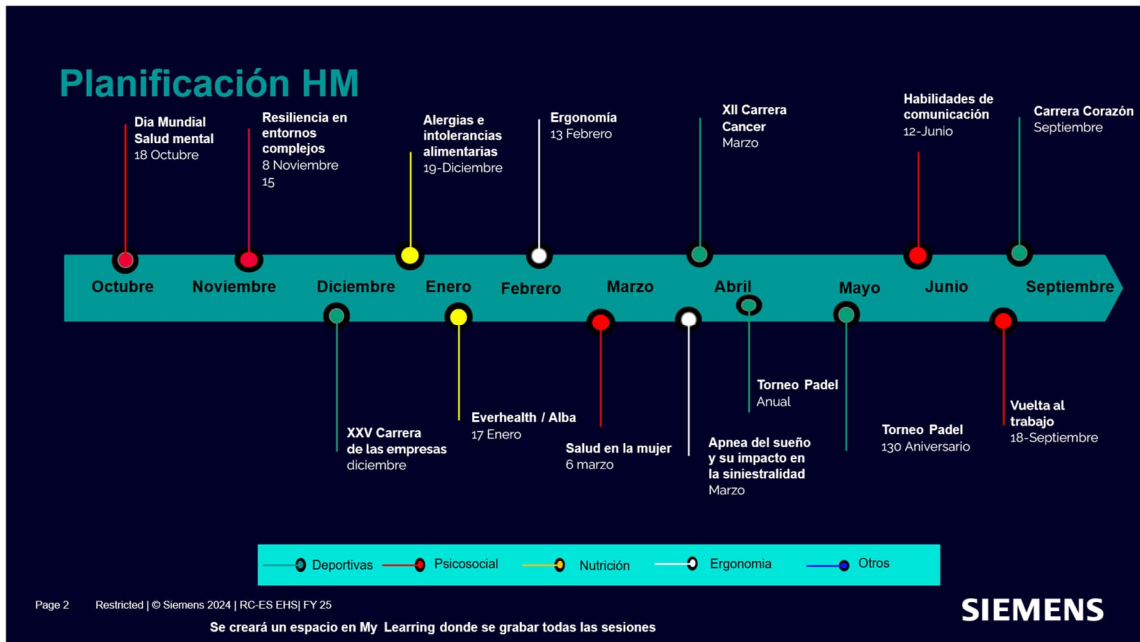 Planificación HM
Dia Mundial
Salud mental
18 Octubre
Resiliencia en
entornos
complejos
8 Noviembre
15
Alergias e
intolerancias
alimentarias
19-Diciembre
Ergonomía
13 Febrero
XII Carrera
Cancer
Marzo
Habilidades de
comunicación
12-Junio
Carrera Corazón
Septiembre
Octubre
Noviembre
Diciembre
Enero
Febrero
Marzo
Abril
Mayo
Junio
Septiembre
XXV Carrera
de las empresas
diciembre
Everhealth / Alba
17 Enero
Salud en la mujer
6 marzo
Apnea del sueño
y su impacto en
la siniestralidad
Marzo
Torneo Padel
Anual
Torneo Padel
130 Aniversario
Vuelta al
trabajo
18-Septiembre
Deportivas
Psicosocial
Nutrición
Ergonomia
Otros
Page 2 Restricted | © Siemens 2024 | RC-ES EHS| FY 25
SIEMENS
Se creará un espacio en My Learring donde se grabar todas las sesiones